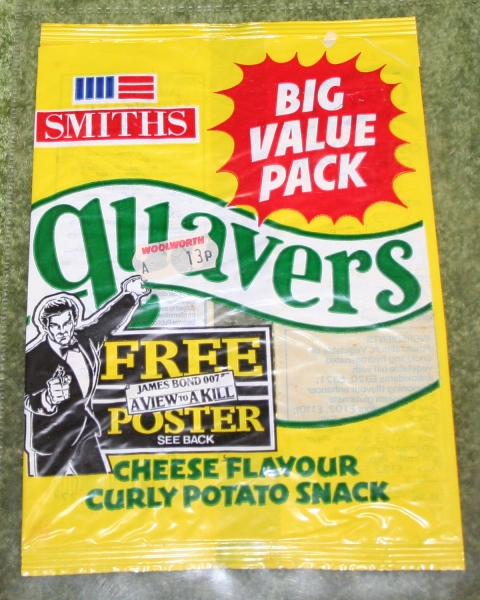 SMITHS
BIG
VALUE
PACK
quavers
WOOLWORTH
A 13P
FREE
JAMES BOND 007
A VIEW TO A KILL
POSTER
SEE BACK
CHEESE FLAVOUR
CURLY POTATO SNACK